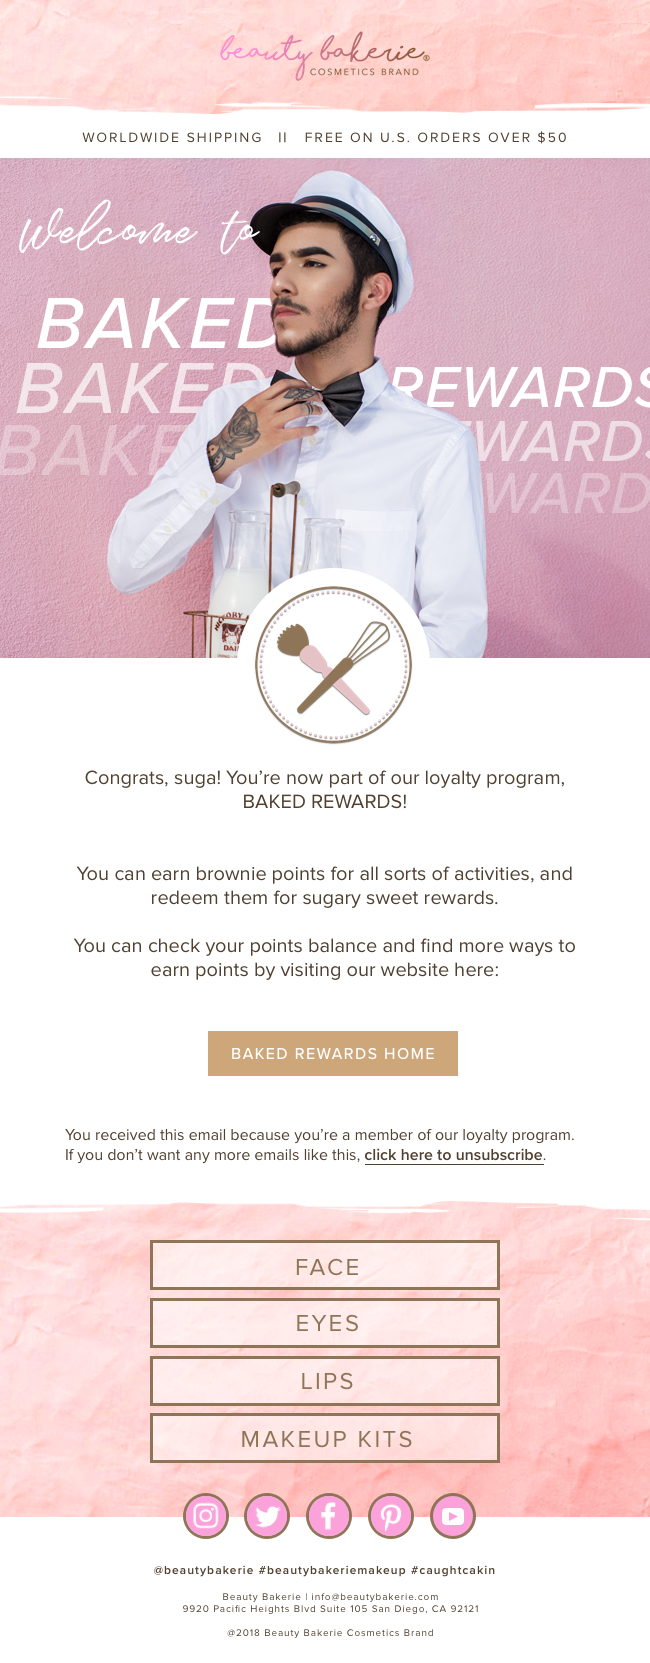 beauty bakerie®
COSMETICS BRAND
WORLDWIDE SHIPPING || FREE ON U.S. ORDERS OVER $50
Welcome to
BAKED
BAKED REWARDS
BAKE WARDS
WARD
HICKORY
DAI
Congrats, suga! You're now part of our loyalty program,
BAKED REWARDS!
You can earn brownie points for all sorts of activities, and
redeem them for sugary sweet rewards.
You can check your points balance and find more ways to
earn points by visiting our website here:
BAKED REWARDS HOME
You received this email because you're a member of our loyalty program.
If you don't want any more emails like this, click here to unsubscribe.
FACE
EYES
LIPS
MAKEUP KITS
@beautybakerie #beautybakeriemakeup #caughtcakin
Beauty Bakerie | info@beautybakerie.com
9920 Pacific Heights Blvd Suite 105 San Diego, CA 92121
@2018 Beauty Bakerie Cosmetics Brand